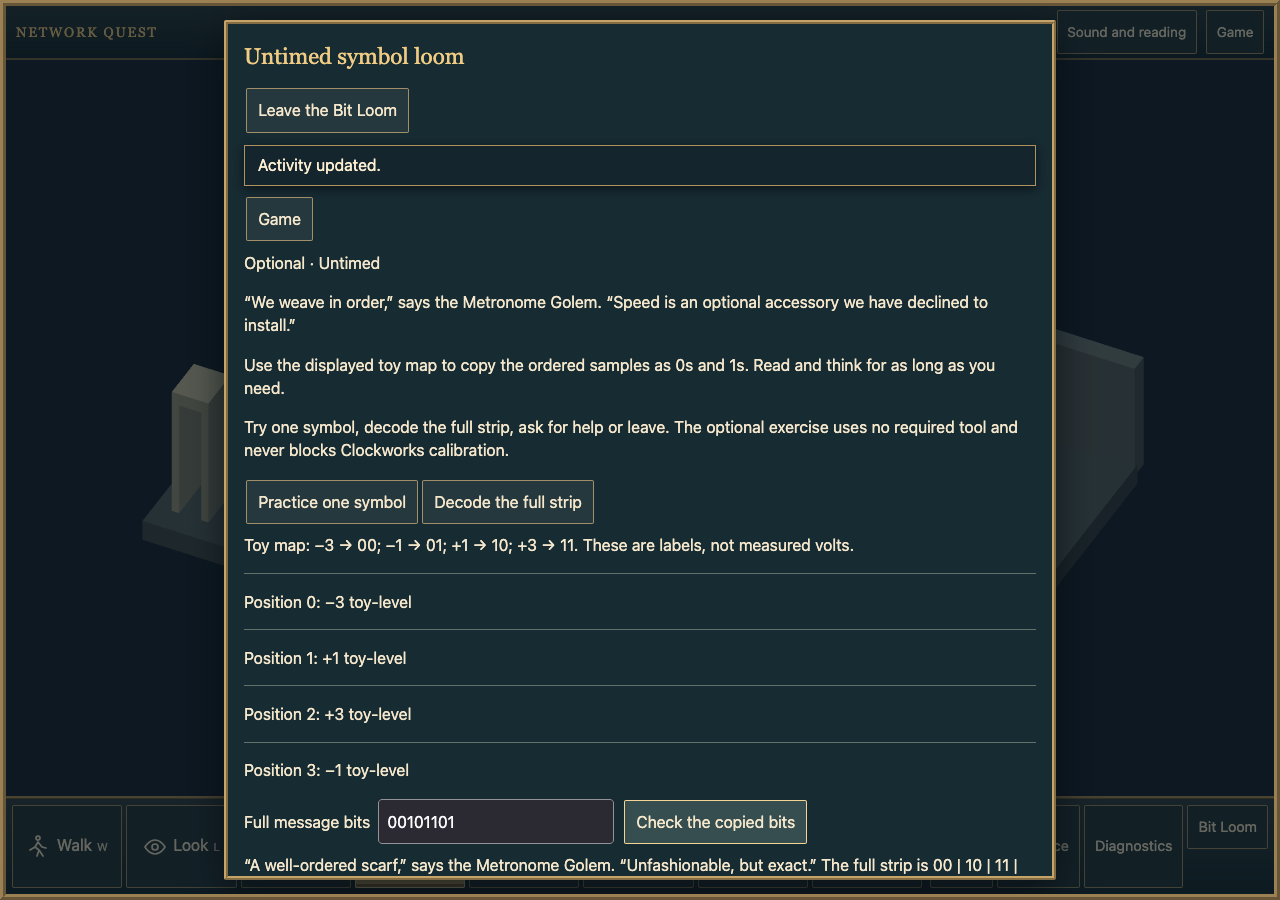 NETWORK QUEST
Sound and reading
Game
Untimed symbol loom
Leave the Bit Loom
Activity updated.
Game
Optional · Untimed
“We weave in order,” says the Metronome Golem. “Speed is an optional accessory we have declined to
install.”
Use the displayed toy map to copy the ordered samples as 0s and 1s. Read and think for as long as you
need.
Try one symbol, decode the full strip, ask for help or leave. The optional exercise uses no required tool and
never blocks Clockworks calibration.
Practice one symbol
Decode the full strip
Toy map: −3 → 00; −1 → 01; +1 → 10; +3 → 11. These are labels, not measured volts.
Position 0: −3 toy-level
Position 1: +1 toy-level
Position 2: +3 toy-level
Position 3: −1 toy-level
Full message bits 00101101 Check the copied bits
“A well-ordered scarf,” says the Metronome Golem. “Unfashionable, but exact.” The full strip is 00 | 10 | 11 |
Walk W
Look L
Diagnostics
Bit Loom